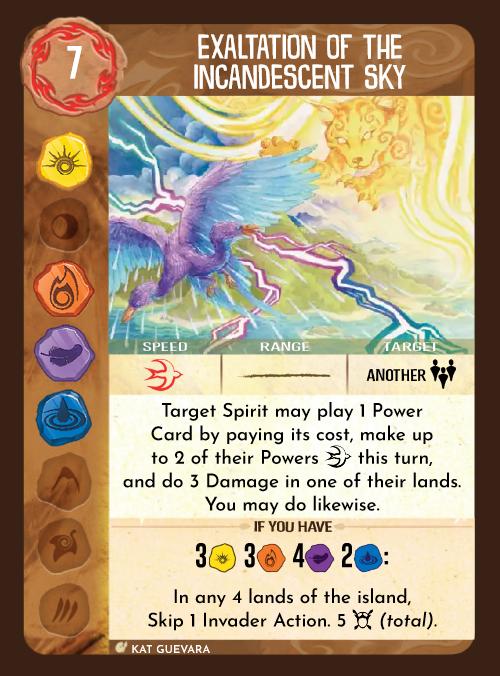 7
EXALTATION OF THE
INCANDESCENT SKY
SPEED RANGE TARGET
ANOTHER
Target Spirit may play 1 Power
Card by paying its cost, make up
to 2 of their Powers this turn,
and do 3 Damage in one of their lands.
You may do likewise.
IF YOU HAVE
3 3 4 2 :
In any 4 lands of the island,
Skip 1 Invader Action. 5 (total).
KAT GUEVARA